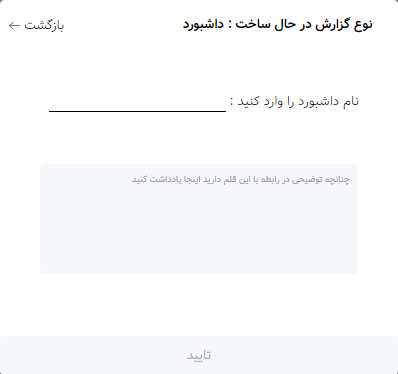 نوع گزارش در حال ساخت : داشبورد
بازگشت
نام داشبورد را وارد کنید :
چنانچه توضیحی در رابطه با این قلم دارید اینجا یادداشت کنید
تایید